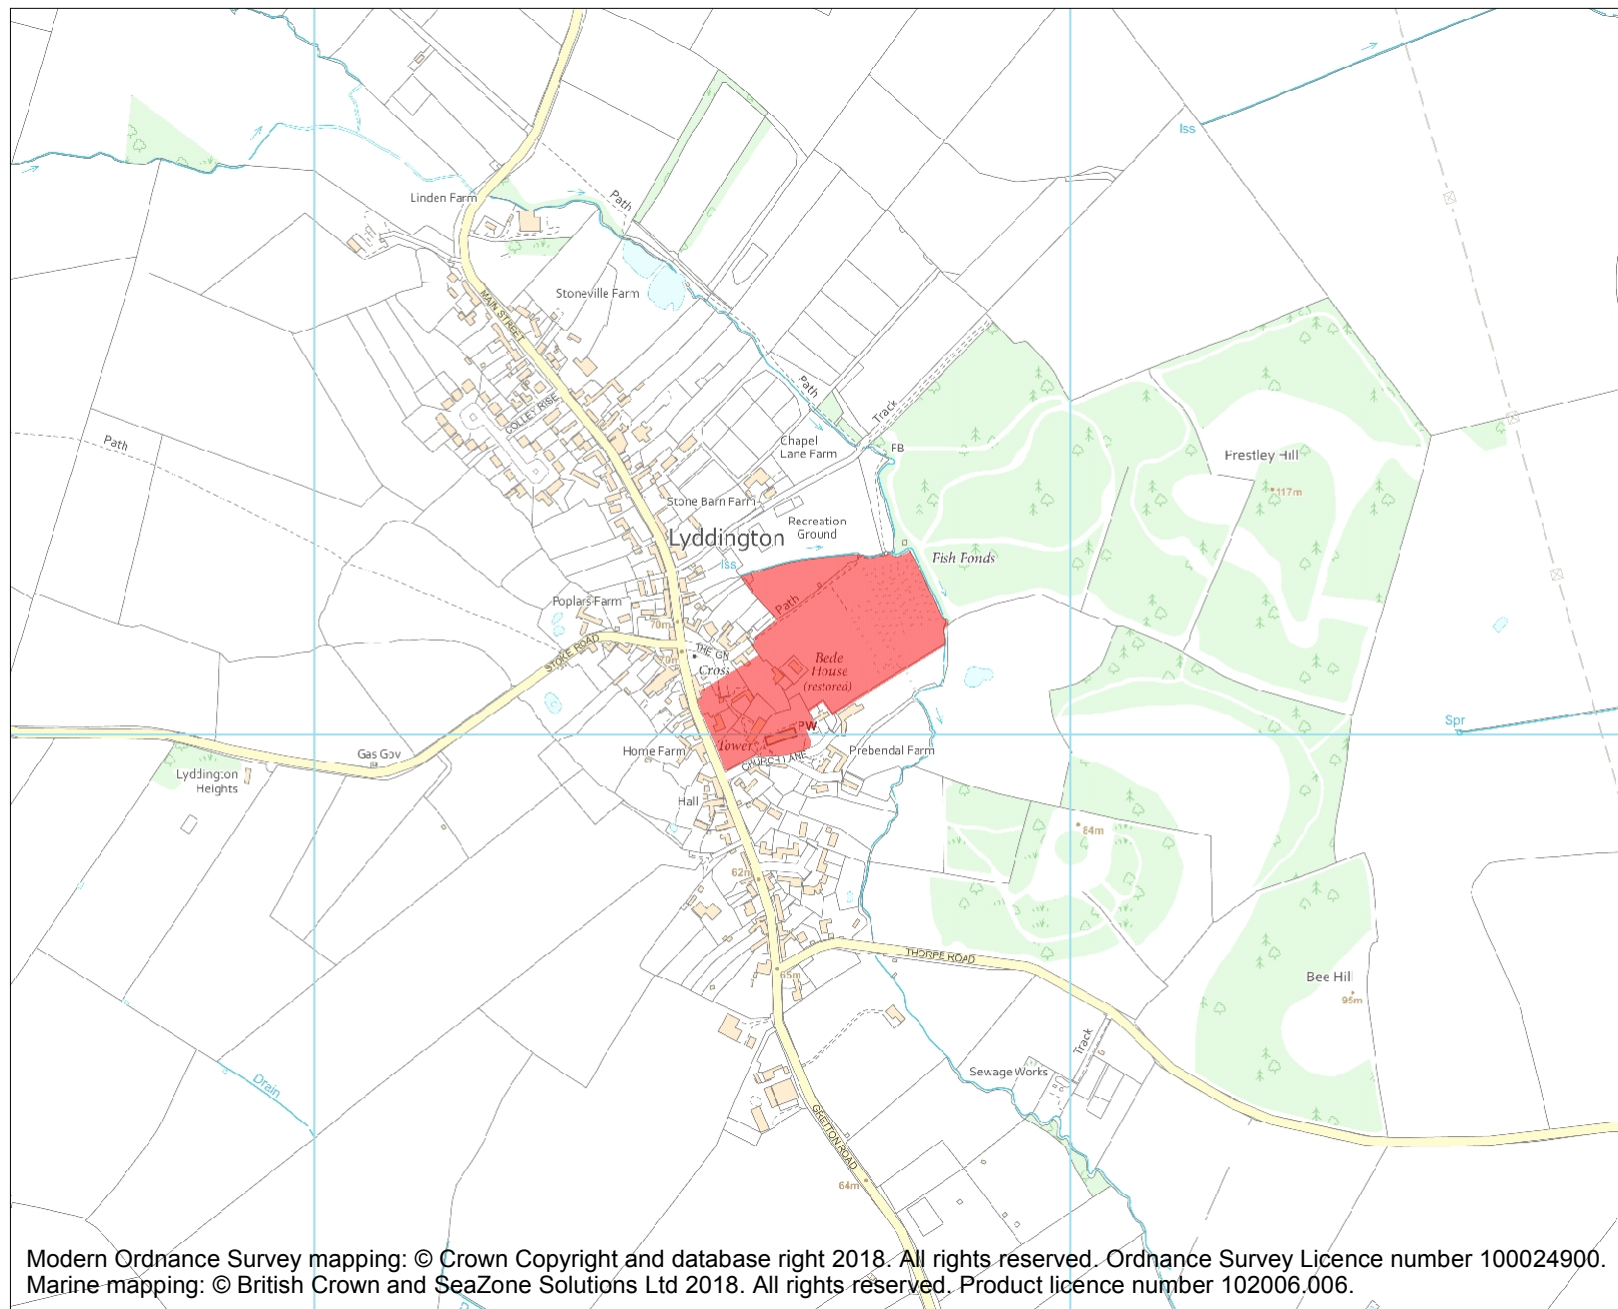 Iss
Linden Farm
Path
Stoneville Farm
MAIN STREET
COLLEY RISE
Path
Track
Path
Chapel
Lane Farm
FB
Prestley Hill
117m
Stone Barn Farm
Recreation
Ground
Lyddington
Iss
Fish Ponds
Poplars Farm
Path
70m
STOKE ROAD
70m
THE GN
Cross
Bede
House
(restored)
PW
Spr
Tower
Home Farm
CHURCH LANE
Prebendal Farm
Gas Gov
Lyddington
Heights
Hall
84m
62m
THORPE ROAD
65m
Bee Hill
95m
Track
Sewage Works
Drain
GRETTON ROAD
64m
Modern Ordnance Survey mapping: © Crown Copyright and database right 2018. All rights reserved. Ordnance Survey Licence number 100024900.
Marine mapping: © British Crown and SeaZone Solutions Ltd 2018. All rights reserved. Product licence number 102006.006.